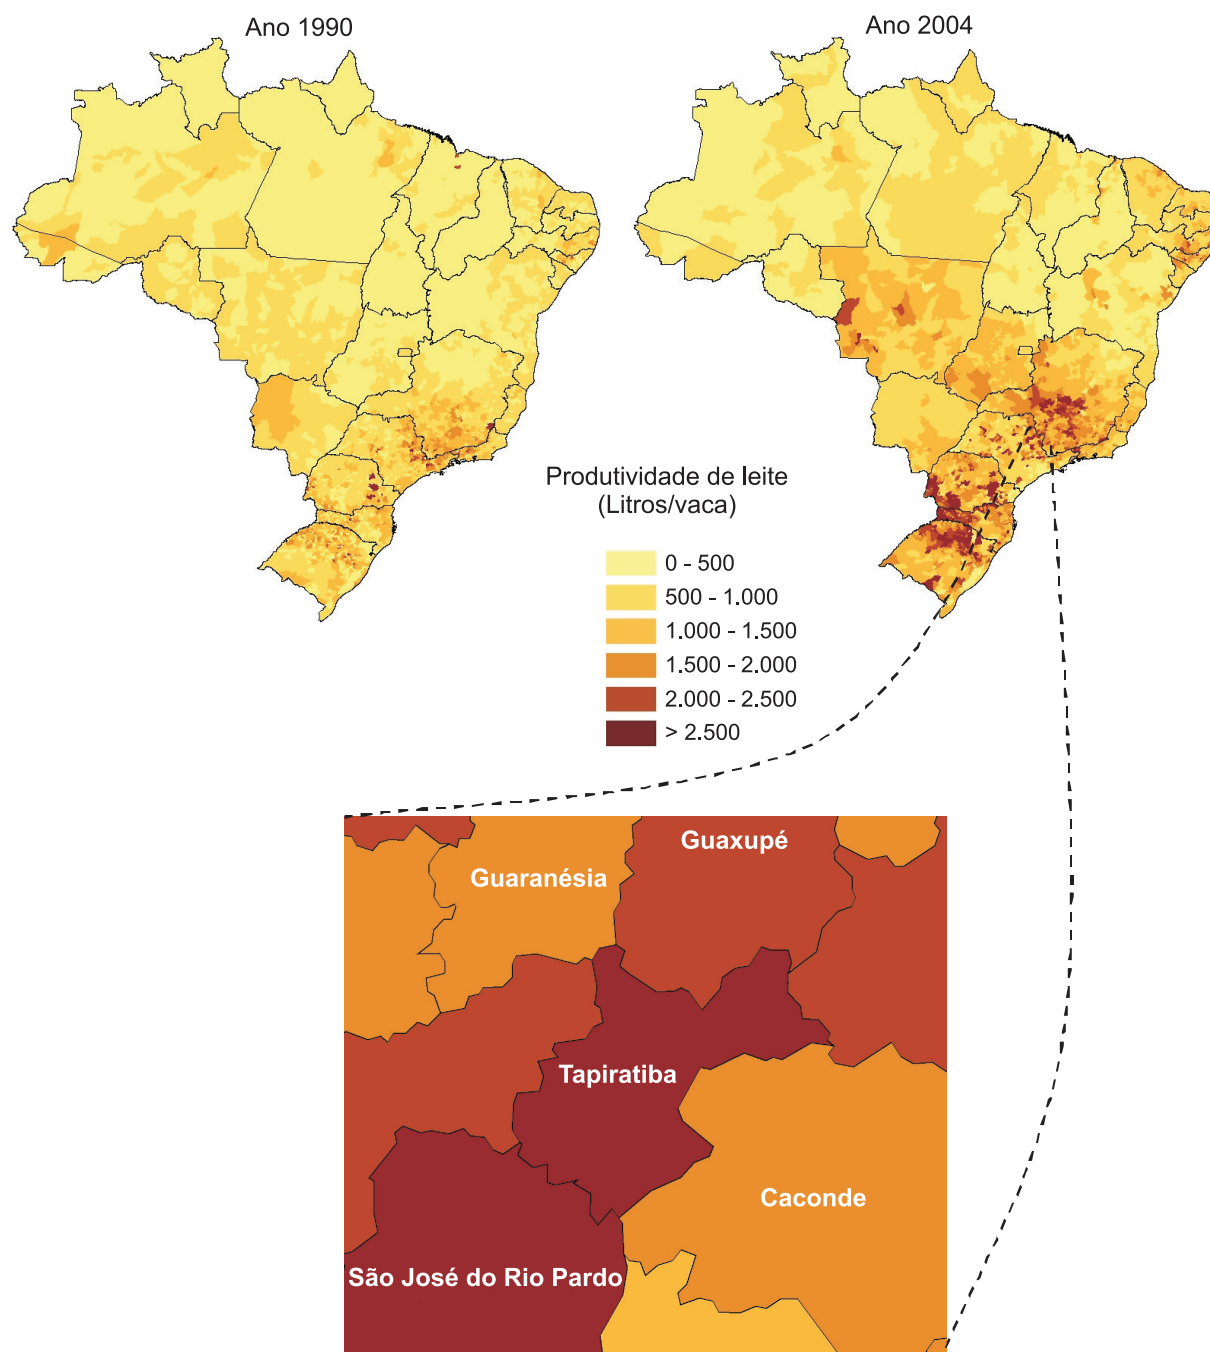 Ano 1990
Ano 2004
Produtividade de leite
(Litros/vaca)
0 - 500
500 - 1.000
1.000 - 1.500
1.500 - 2.000
2.000 - 2.500
> 2.500
Guaxupé
Guaranésia
Tapiratiba
Caconde
São José do Rio Pardo